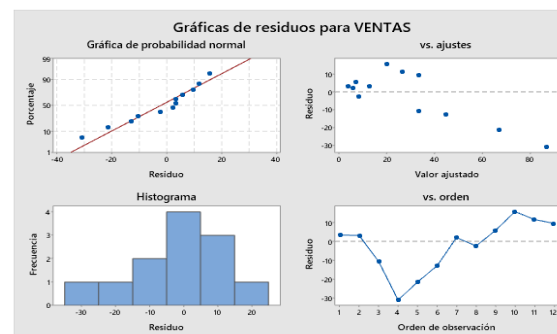 Gráficas de residuos para VENTAS
Gráfica de probabilidad normal
99
90
50
10
1
Porcentaje
-40
-20
0
20
40
Residuo
vs. ajustes
10
0
-10
-20
-30
Residuo
0
20
40
60
80
Valor ajustado
Histograma
4
3
2
1
0
Frecuencia
-30
-20
-10
0
10
20
Residuo
vs. orden
10
0
-10
-20
-30
Residuo
1 2 3 4 5 6 7 8 9 10 11 12
Orden de observación